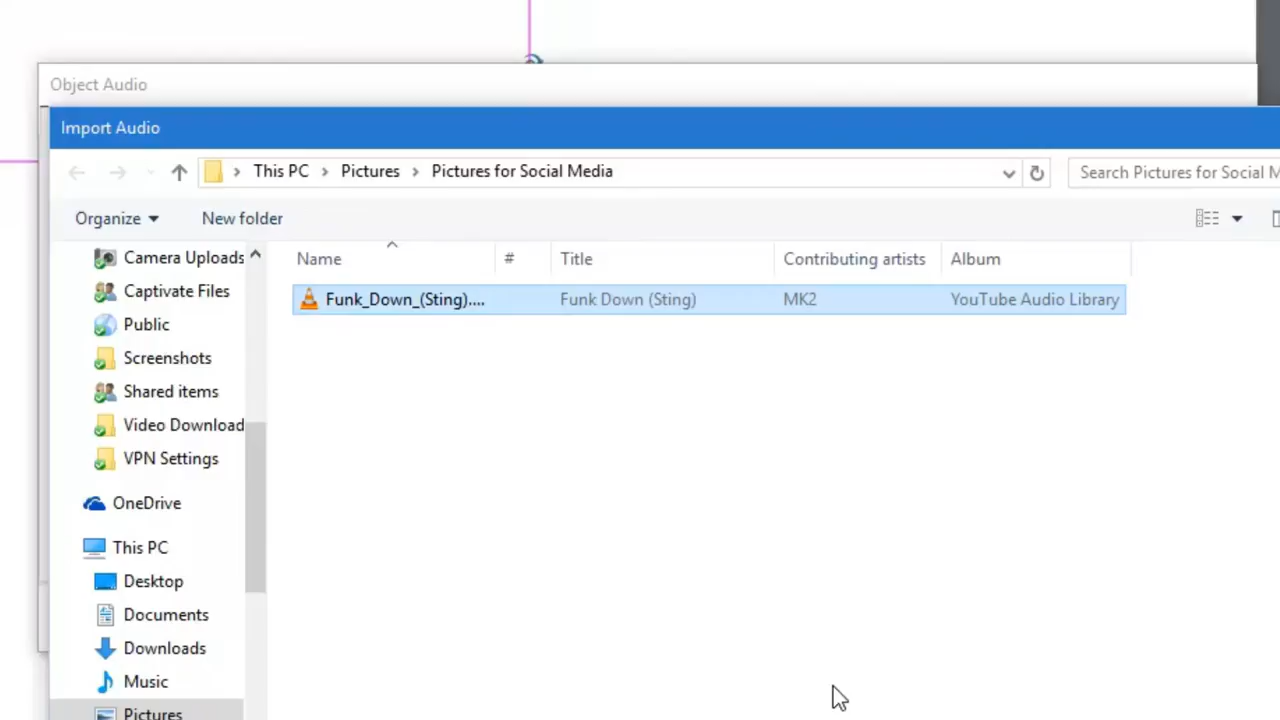 Object Audio
Import Audio
This PC Pictures Pictures for Social Media
Search Pictures for Social M
Organize New folder
Name # Title Contributing artists Album
Funk_Down_(Sting).... Funk Down (Sting) MK2 YouTube Audio Library
Camera Uploads
Captivate Files
Public
Screenshots
Shared items
Video Download
VPN Settings
OneDrive
This PC
Desktop
Documents
Downloads
Music
Pictures